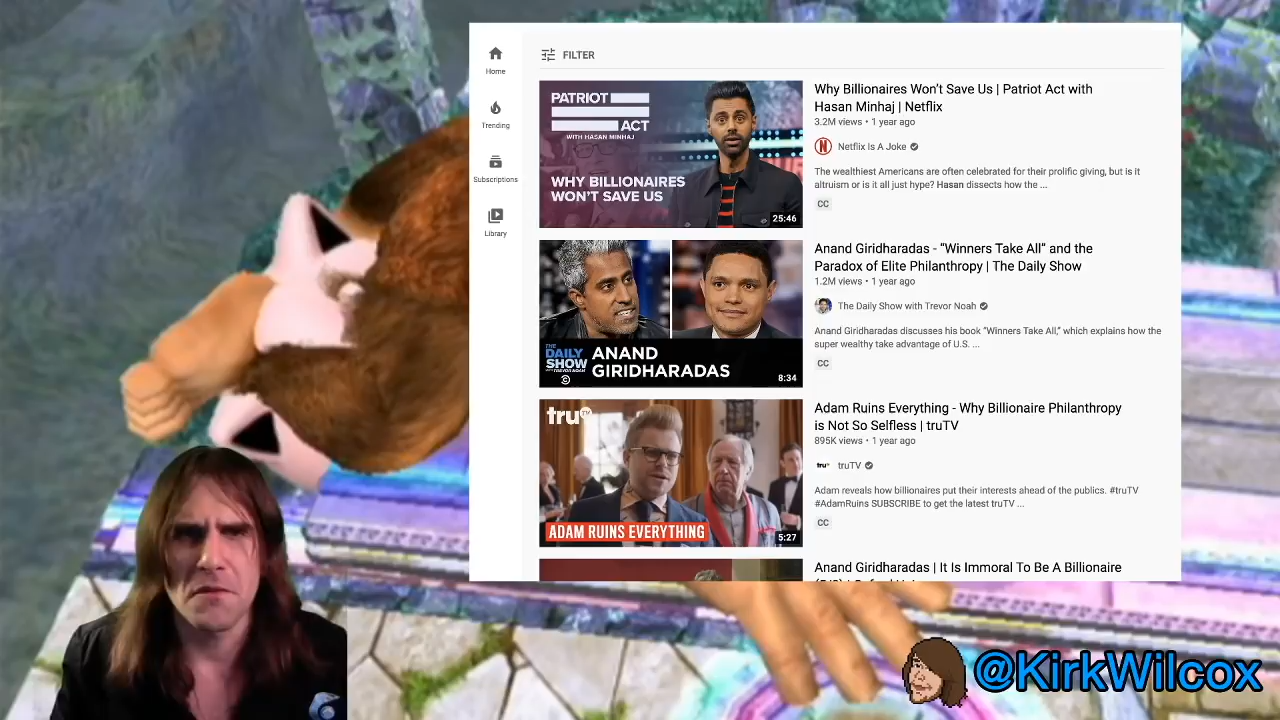 Home
Trending
Subscriptions
Library
FILTER
PATRIOT
ACT
WITH HASAN MINHAJ
WHY BILLIONAIRES
WON'T SAVE US
25:46
Why Billionaires Won't Save Us | Patriot Act with
Hasan Minhaj | Netflix
3.2M views • 1 year ago
N
Netflix Is A Joke
The wealthiest Americans are often celebrated for their prolific giving, but is it
altruism or is it all just hype? Hasan dissects how the ...
CC
THE
DAILY
SHOW
ANAND
GIRIDHARADAS
8:34
Anand Giridharadas - “Winners Take All” and the
Paradox of Elite Philanthropy | The Daily Show
1.2M views • 1 year ago
The Daily Show with Trevor Noah
Anand Giridharadas discusses his book “Winners Take All,” which explains how the
super wealthy take advantage of U.S. ...
CC
truTV
ADAM RUINS EVERYTHING
5:27
Adam Ruins Everything - Why Billionaire Philanthropy
is Not So Selfless | truTV
895K views • 1 year ago
truTV
truTV
Adam reveals how billionaires put their interests ahead of the publics. #truTV
#AdamRuins SUBSCRIBE to get the latest truTV ...
CC
Anand Giridharadas | It Is Immoral To Be A Billionaire
@KirkWilcox